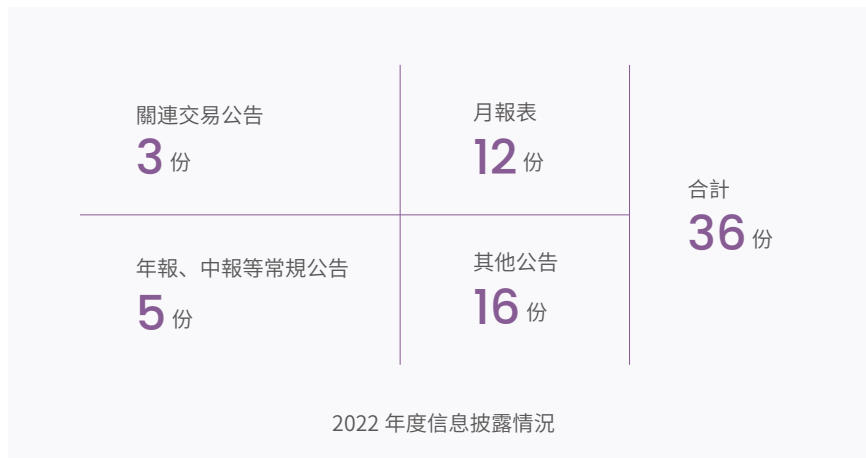 關連交易公告
3 份
月報表
12 份
年報、中報等常規公告
5 份
其他公告
16 份
合計
36 份
2022 年度信息披露情況